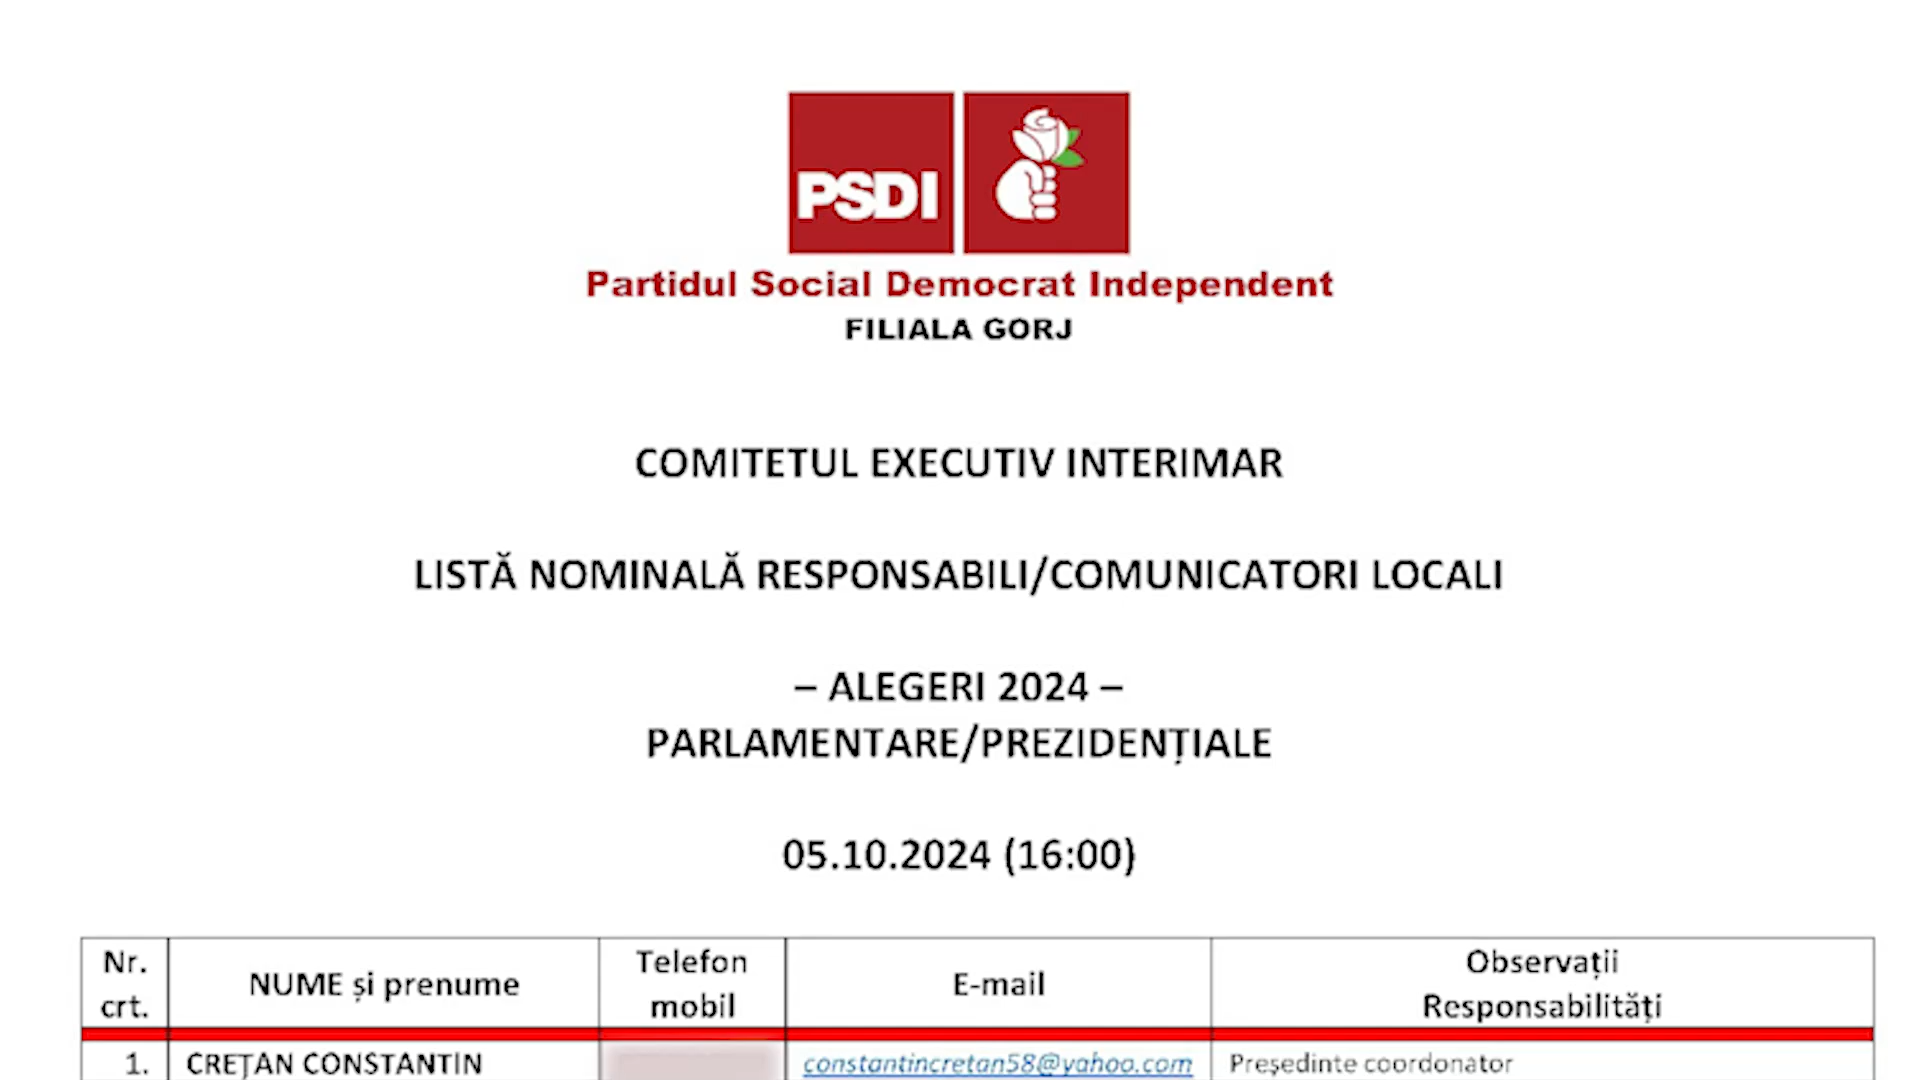 PSDI
Partidul Social Democrat Independent
FILIALA GORJ
COMITETUL EXECUTIV INTERIMAR
LISTĂ NOMINALĂ RESPONSABILI/COMUNICATORI LOCALI
– ALEGERI 2024 –
PARLAMENTARE/PREZIDENȚIALE
05.10.2024 (16:00)
Nr. crt. NUME și prenume Telefon mobil E-mail Observații Responsabilități
1. CREȚAN CONSTANTIN constantincretan58@yahoo.com Președinte coordonator